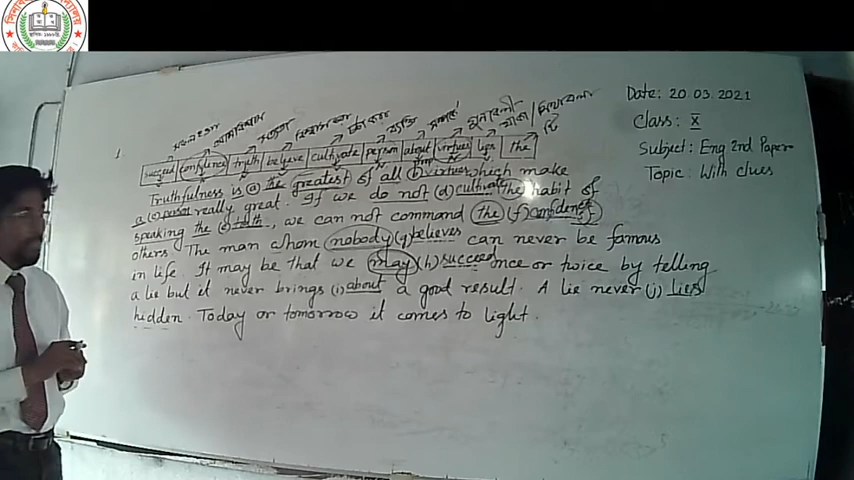 Date: 20.03.2021
Class: X
Subject: Eng 2nd Paper
Topic: With clues
succeed confidence truth believe cultivate person about virtues lies the
Truthfulness is (a) the greatest of all (b) virtues which make
a (c) person really great. If we do not (d) cultivate the habit of
speaking the (e) truth, we can not command the (f) confidence of
others. The man whom nobody (g) believes can never be famous
in life. It may be that we may (h) succeed once or twice by telling
a lie but it never brings (i) about a good result. A lie never (j) lies
hidden. Today or tomorrow it comes to light.